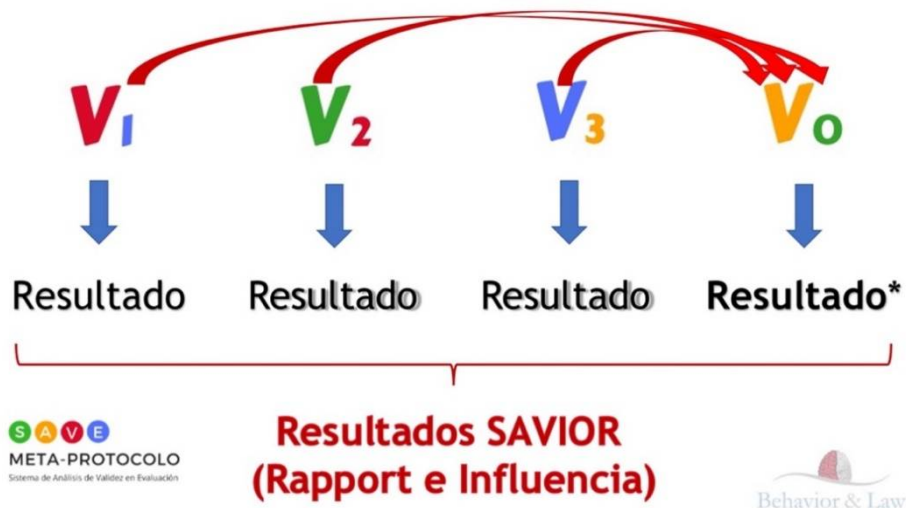 V1 V2 V3 V0
Resultado Resultado Resultado Resultado*
Resultados SAVIOR
(Rapport e Influencia)
S A V E
META-PROTOCOLO
Sistema de Análisis de Validez en Evaluación
Behavior & Law